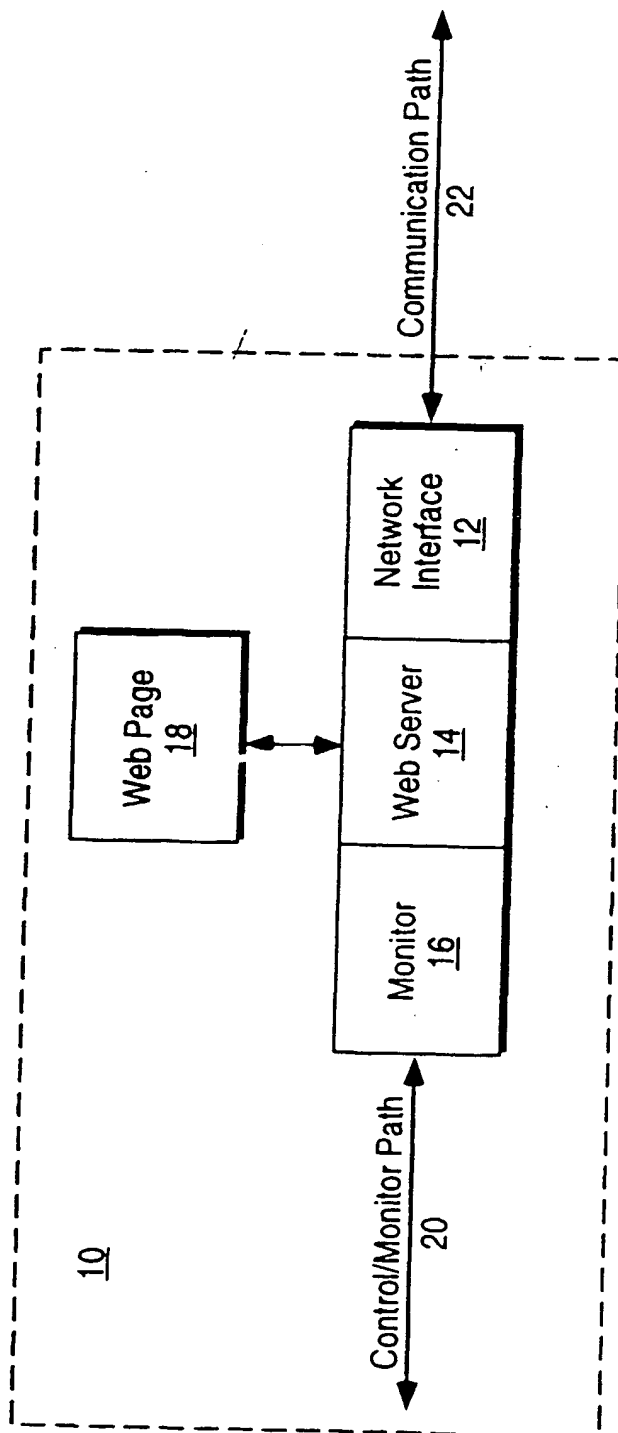 10
Web Page
18
Control/Monitor Path
20
Monitor
16
Web Server
14
Network
Interface
12
Communication Path
22